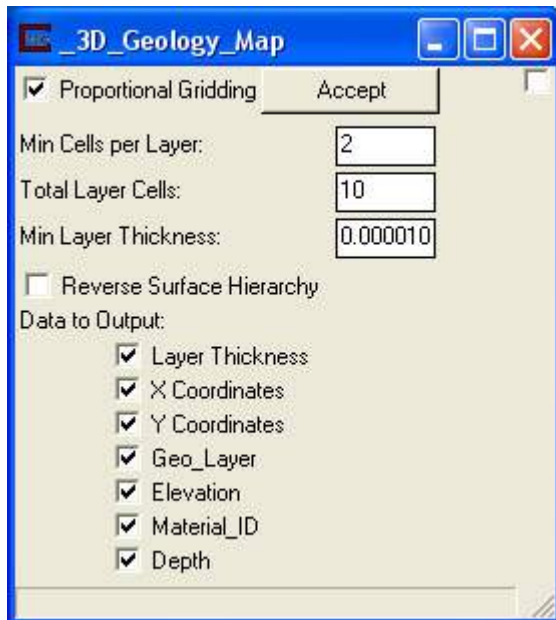 _3D_Geology_Map
Proportional Gridding Accept
Min Cells per Layer: 2
Total Layer Cells: 10
Min Layer Thickness: 0.000010
Reverse Surface Hierarchy
Data to Output:
Layer Thickness
X Coordinates
Y Coordinates
Geo_Layer
Elevation
Material_ID
Depth